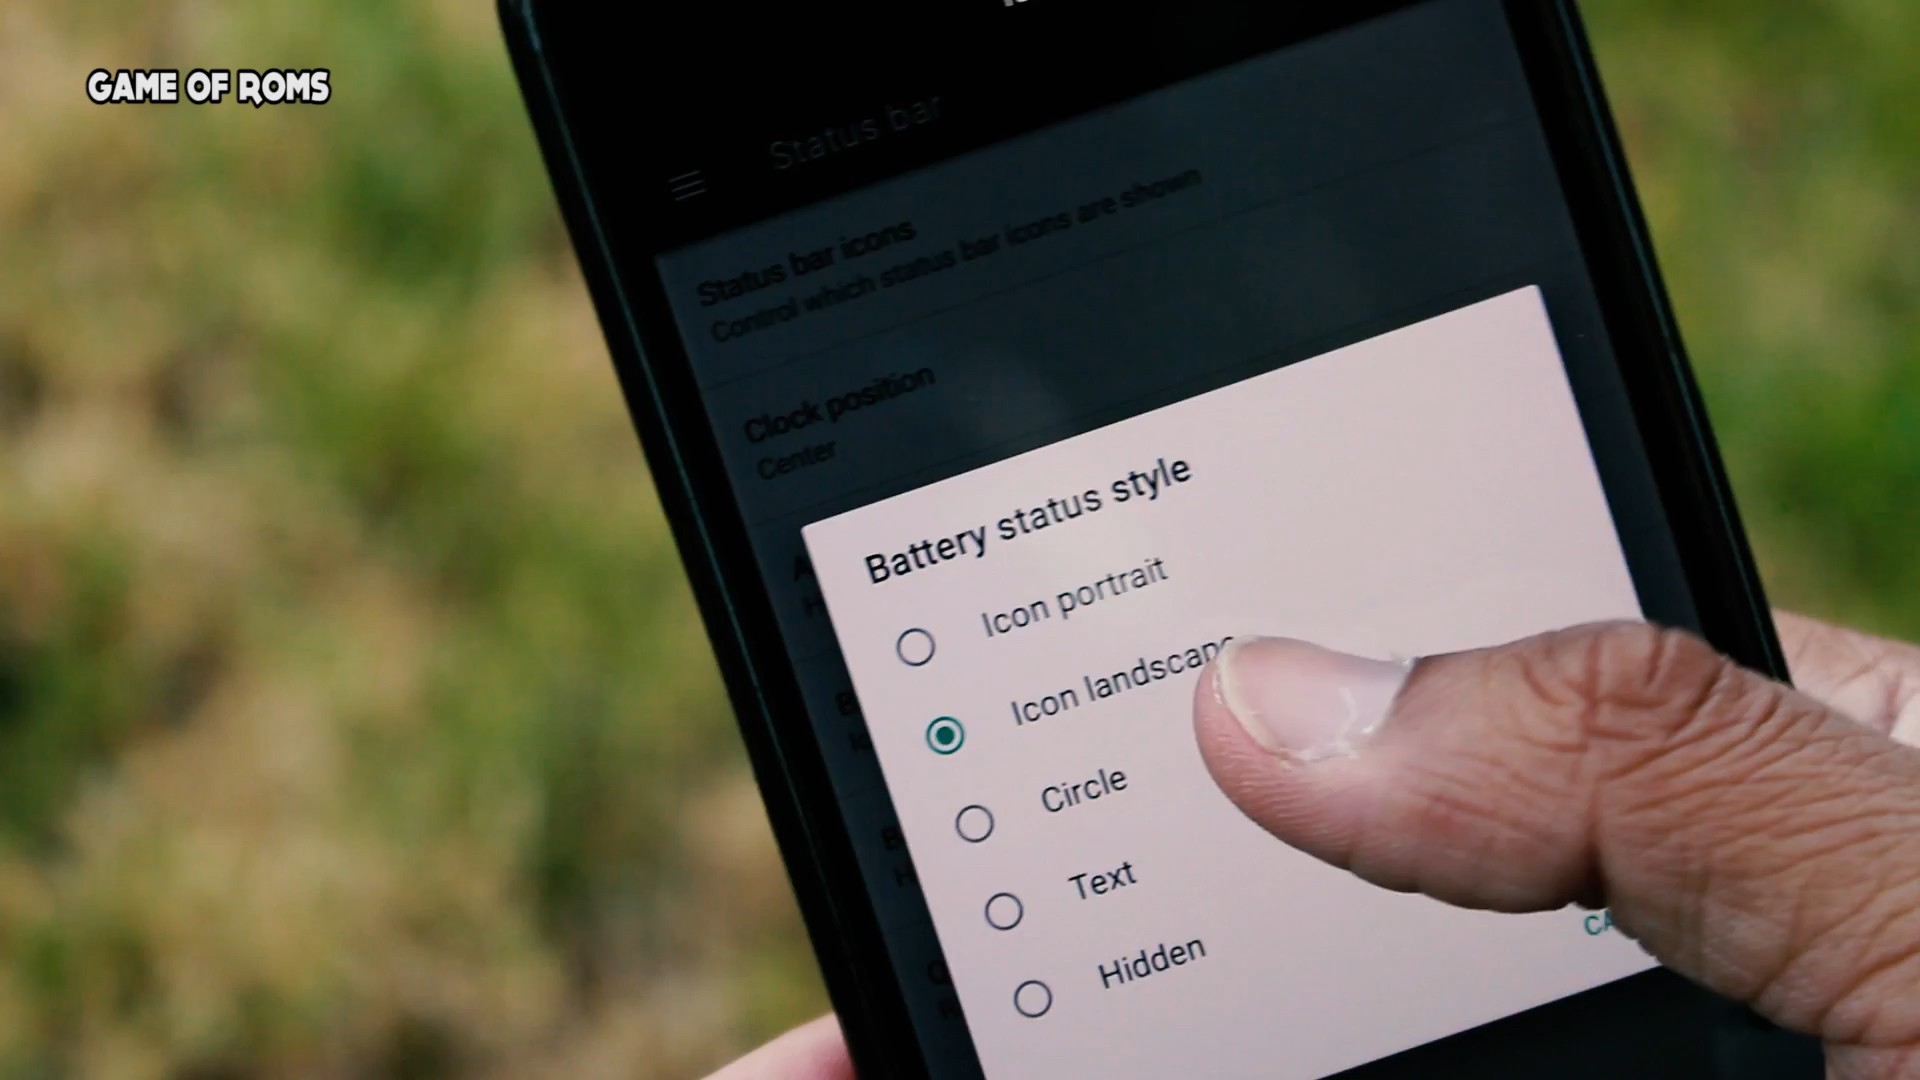 GAME OF ROMS
Status bar
Status bar icons
Control which status bar icons are shown
Clock position
Center
Battery status style
Icon portrait
Icon landscape
Circle
Text
Hidden